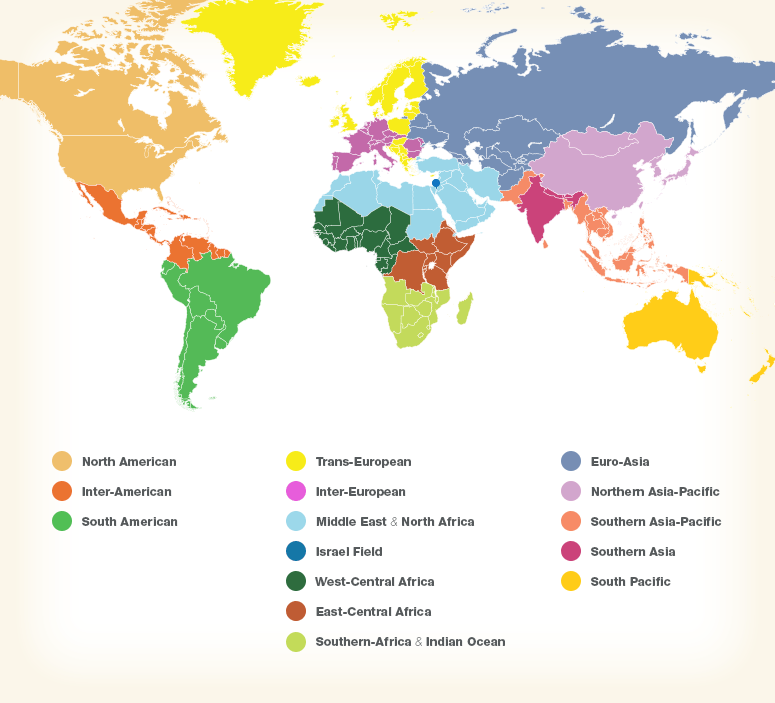 North American
Inter-American
South American
Trans-European
Inter-European
Middle East & North Africa
Israel Field
West-Central Africa
East-Central Africa
Southern-Africa & Indian Ocean
Euro-Asia
Northern Asia-Pacific
Southern Asia-Pacific
Southern Asia
South Pacific